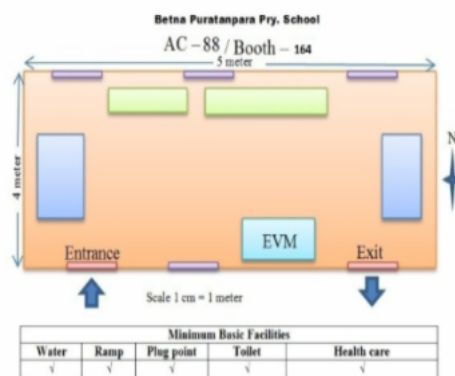 Betna Puratanpara Pry. School
AC – 88 / Booth – 164
5 meter
4 meter
N
EVM
Entrance
Exit
Scale 1 cm = 1 meter
Minimum Basic Facilities
Water Ramp Plug point Toilet Health care
√ √ √ √ √